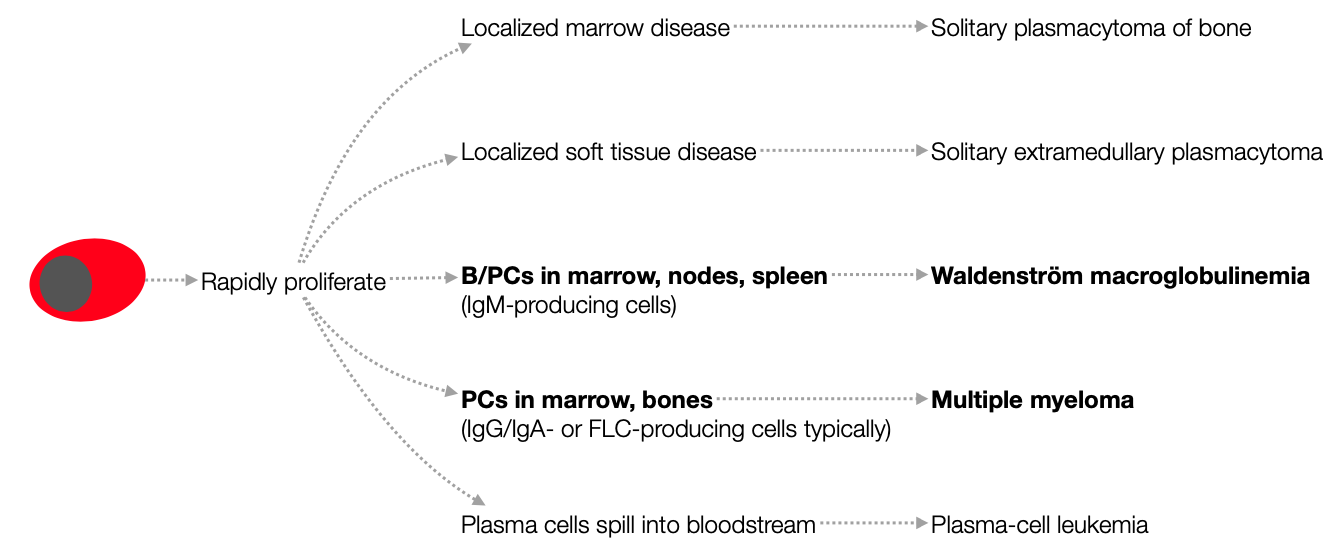 Localized marrow disease
Solitary plasmacytoma of bone
Localized soft tissue disease
Solitary extramedullary plasmacytoma
Rapidly proliferate
B/PCs in marrow, nodes, spleen
(IgM-producing cells)
Waldenström macroglobulinemia
PCs in marrow, bones
(IgG/IgA- or FLC-producing cells typically)
Multiple myeloma
Plasma cells spill into bloodstream
Plasma-cell leukemia